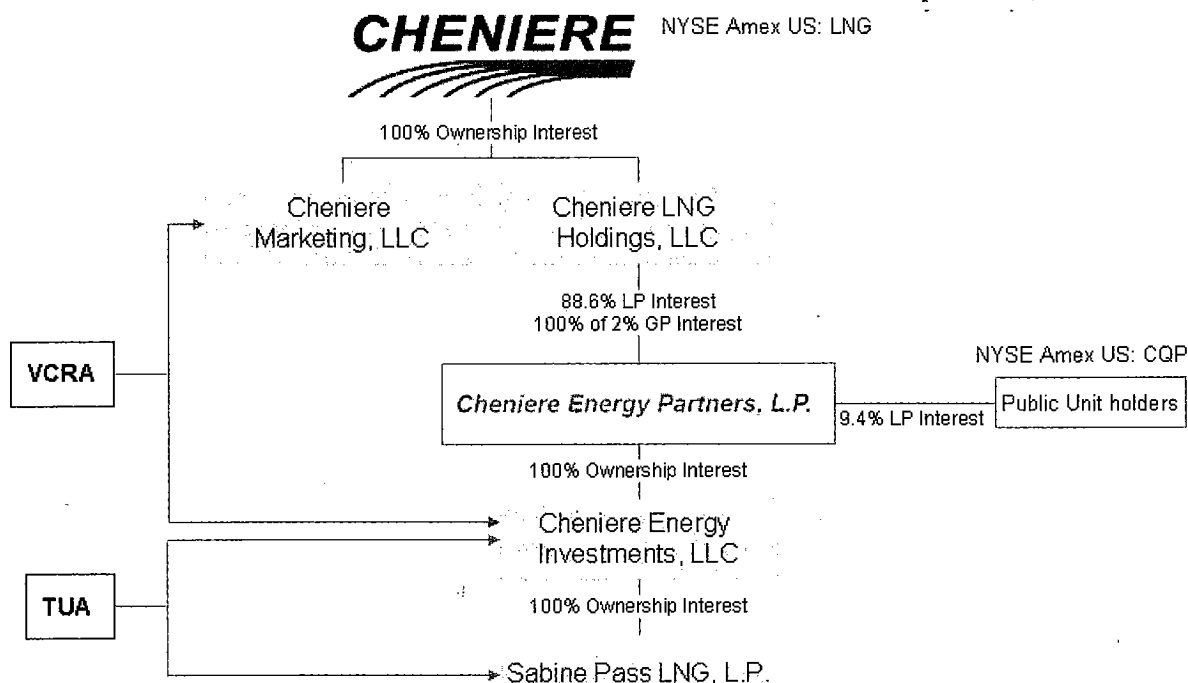 CHENIERE
NYSE Amex US: LNG
100% Ownership Interest
Cheniere
Marketing, LLC
Cheniere LNG
Holdings, LLC
88.6% LP Interest
100% of 2% GP Interest
VCRA
NYSE Amex US: CQP
Cheniere Energy Partners, L.P.
9.4% LP Interest
Public Unit holders
100% Ownership Interest
Cheniere Energy
Investments, LLC
TUA
100% Ownership Interest
Sabine Pass LNG, L.P.